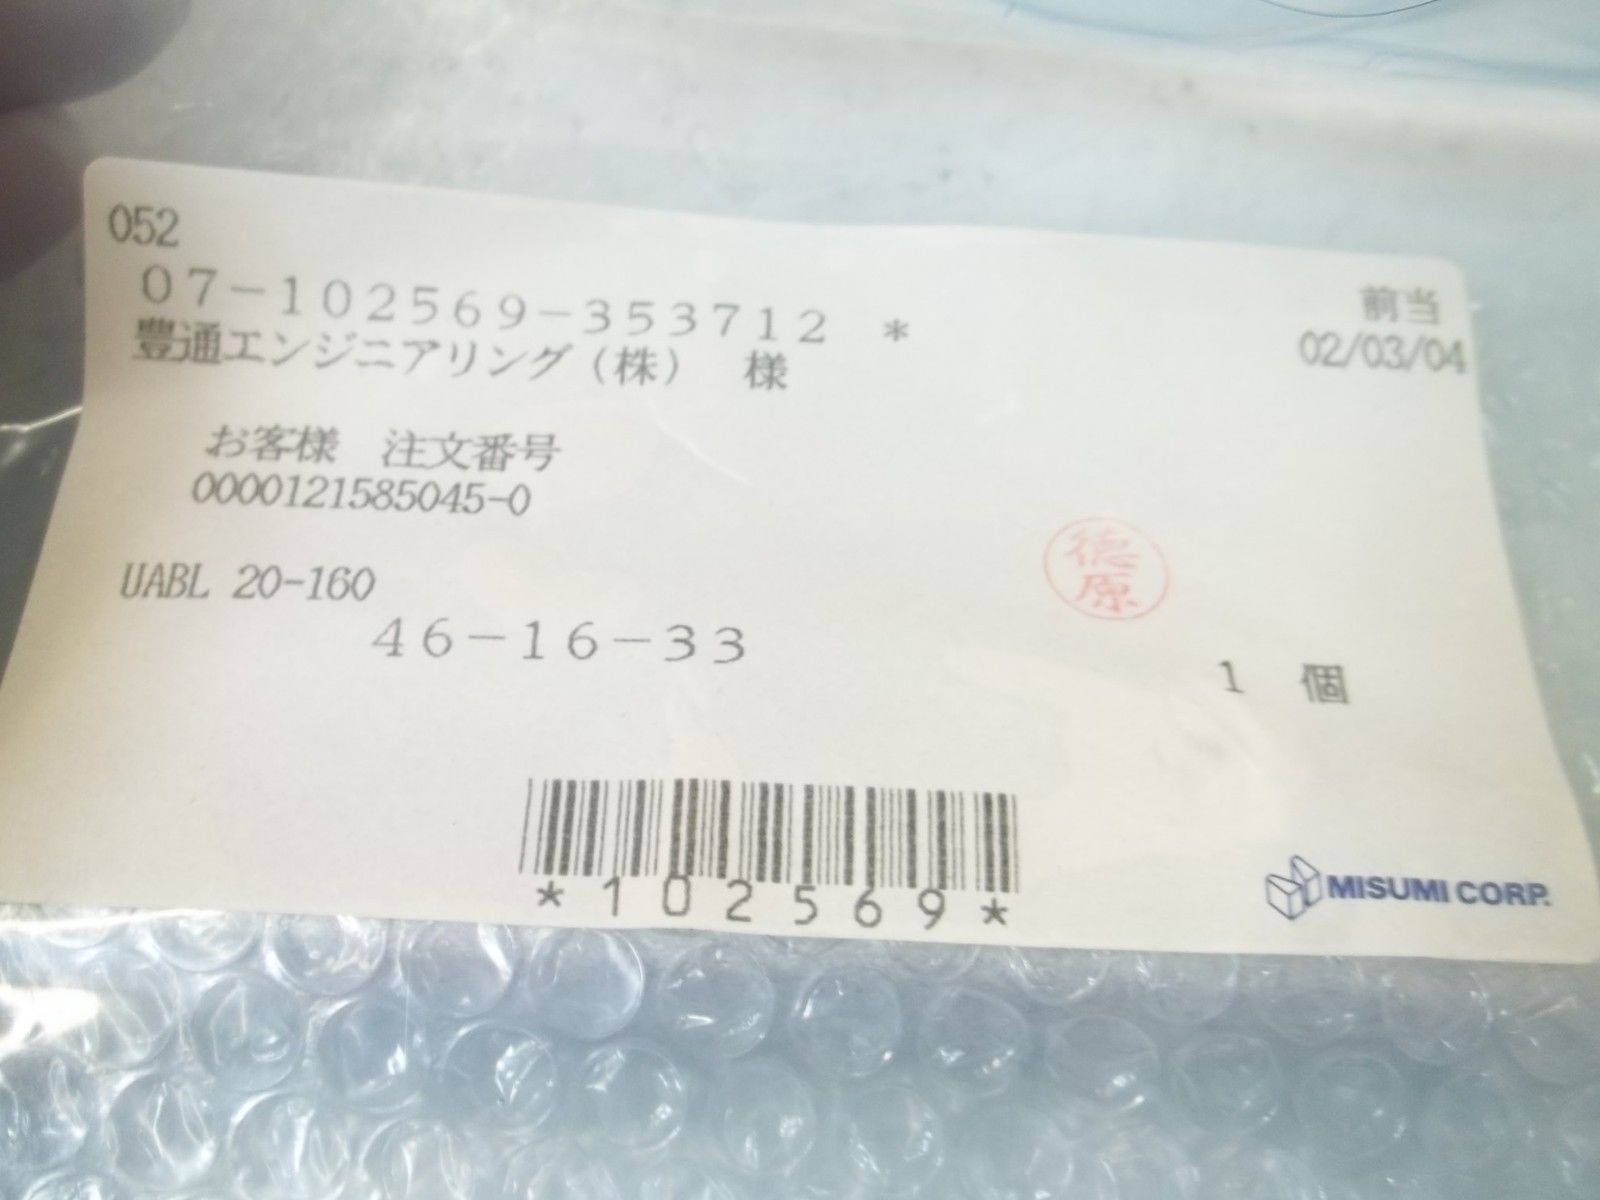 052
07-102569-353712 *
前当
02/03/04
豊通エンジニアリング(株) 様
お客様 注文番号
0000121585045-0
UABL 20-160
46-16-33
徳原
1 個
*102569*
MISUMI CORP.